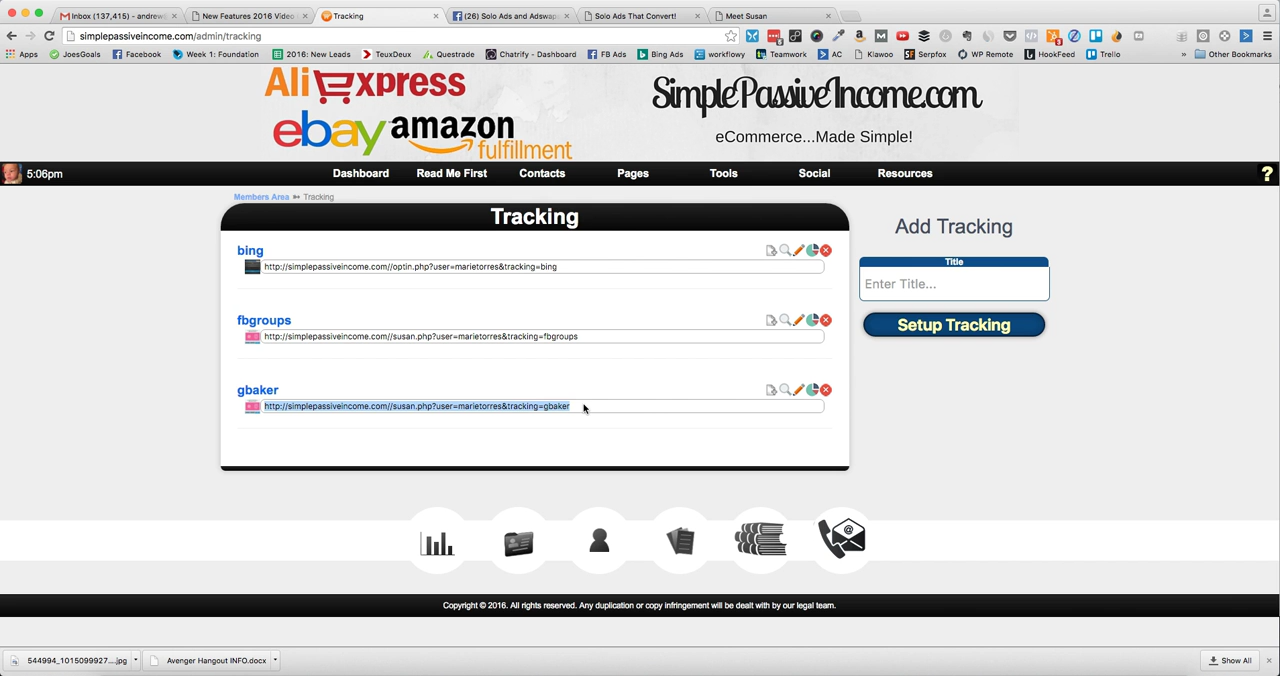 Inbox (137,415) - andrews
New Features 2016 Video
Tracking
(26) Solo Ads and Adswap
Solo Ads That Convert!
Meet Susan
simplepassiveincome.com/admin/tracking
Apps
JoesGoals
Facebook
Week 1: Foundation
2016: New Leads
TeuxDeux
Questrade
Chatrify - Dashboard
FB Ads
Bing Ads
workflowy
Teamwork
AC
Klawoo
Serpfox
WP Remote
HookFeed
Trello
»
Other Bookmarks
AliExpress
ebay
amazon
fulfillment
SimplePassiveIncome.com
eCommerce...Made Simple!
5:06pm
Dashboard
Read Me First
Contacts
Pages
Tools
Social
Resources
?
Members Area
Tracking
Tracking
bing
http://simplepassiveincome.com//optin.php?user=marietorres&tracking=bing
fbgroups
http://simplepassiveincome.com//susan.php?user=marietorres&tracking=fbgroups
gbaker
http://simplepassiveincome.com//susan.php?user=marietorres&tracking=gbaker
Add Tracking
Title
Enter Title...
Setup Tracking
Copyright © 2016. All rights reserved. Any duplication or copy infringement will be dealt with by our legal team.
544994_1015099927....jpg
Avenger Hangout INFO.docx
Show All